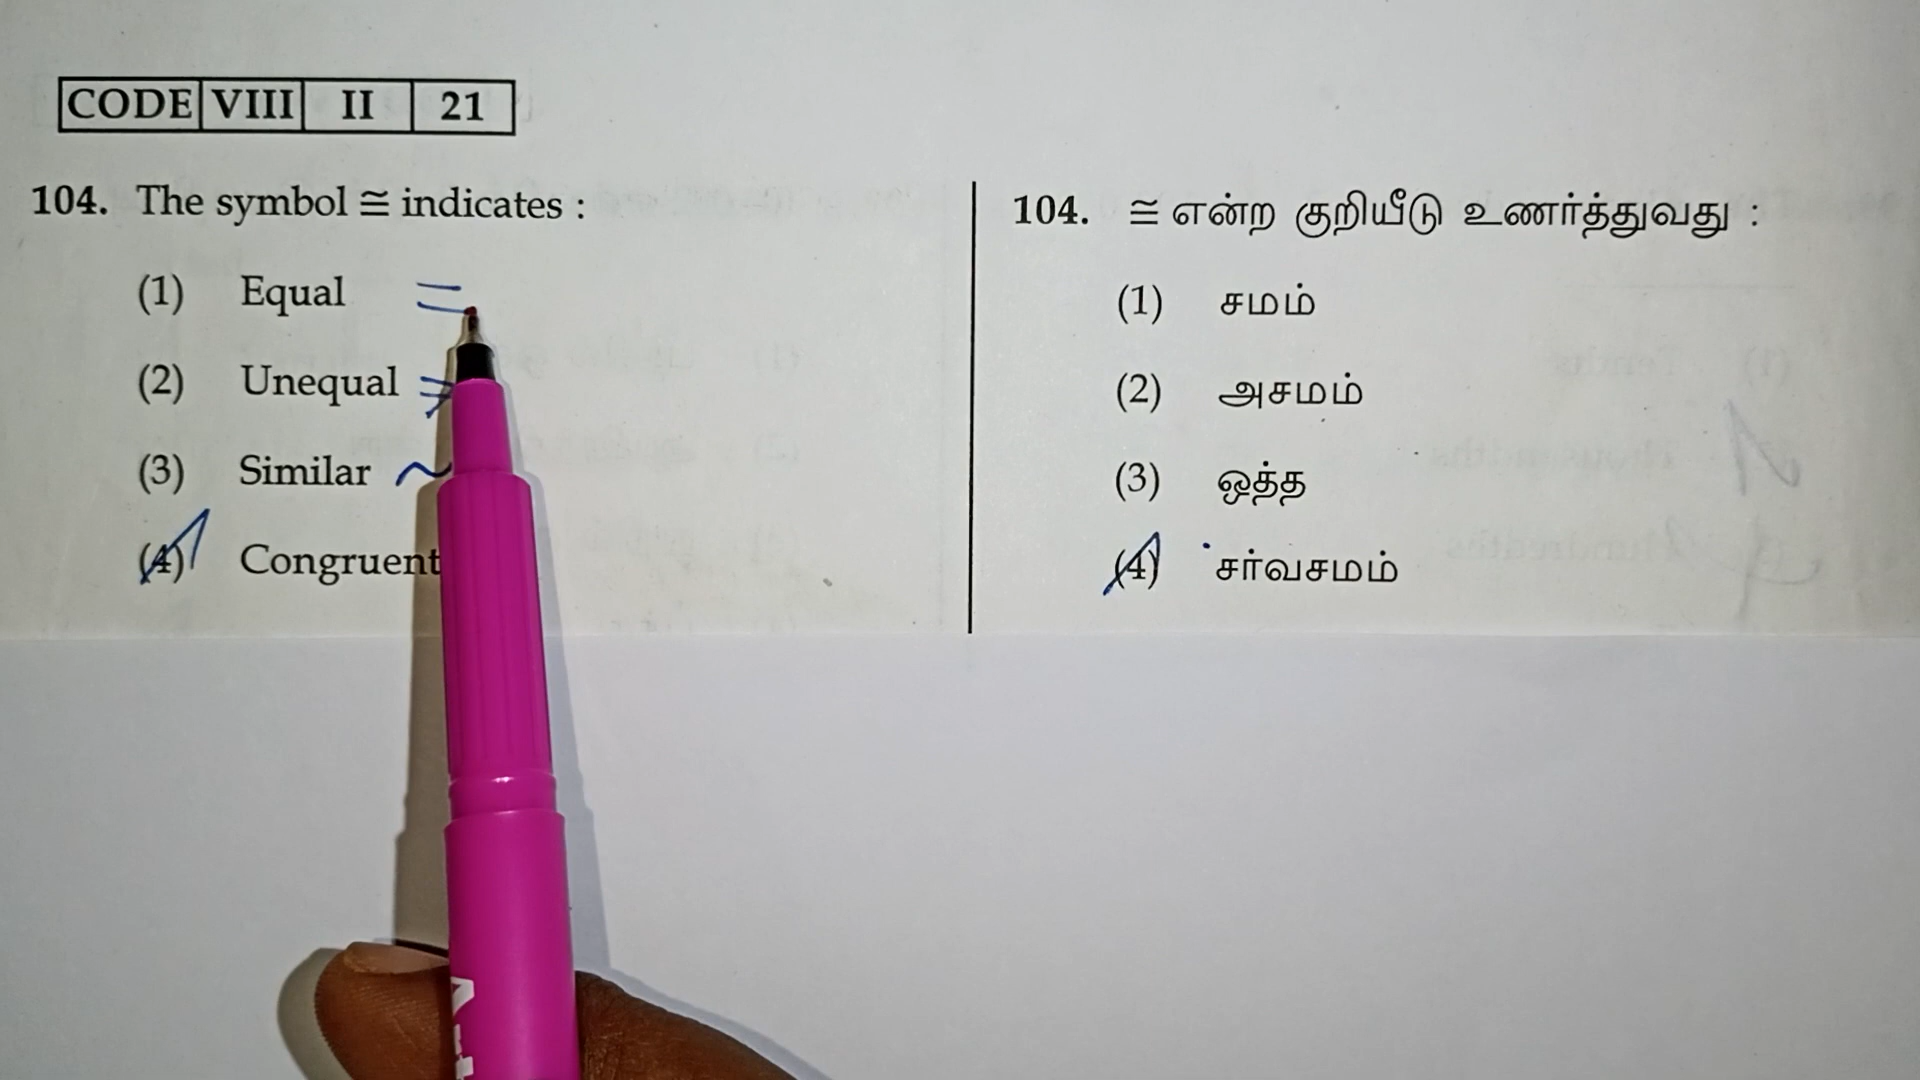 CODE VIII II 21
104. The symbol ≅ indicates :
(1) Equal =
(2) Unequal
(3) Similar ~
(4) Congruent
104. ≅ என்ற குறியீடு உணர்த்துவது :
(1) சமம்
(2) அசமம்
(3) ஒத்த
(4) சர்வசமம்